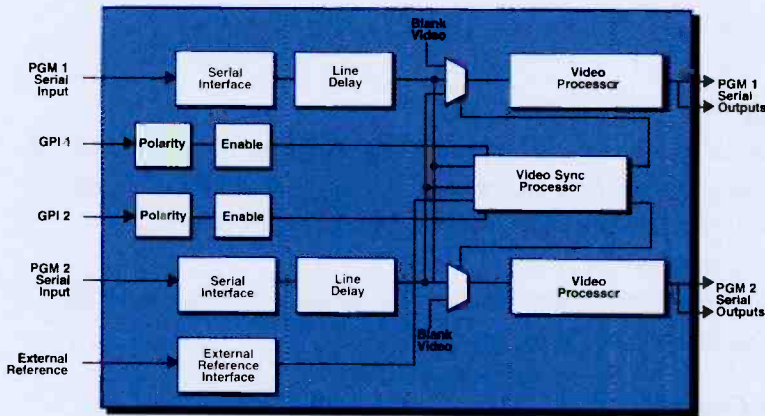 Blank
Video
PGM 1
Serial
Input
Serial
Interface
Line
Delay
Video
Processor
PGM 1
Serial
Outputs
GPI 1
Polarity
Enable
Video Sync
Processor
GPI 2
Polarity
Enable
PGM 2
Serial
Input
Serial
Interface
Line
Delay
Video
Processor
PGM 2
Serial
Outputs
Blank
Video
External
Reference
External
Reference
Interface